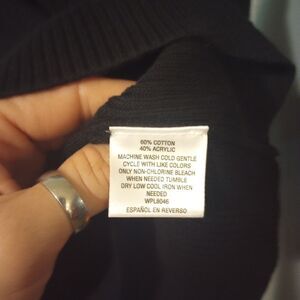 60% COTTON
40% ACRYLIC
MACHINE WASH COLD GENTLE
CYCLE WITH LIKE COLORS
ONLY NON-CHLORINE BLEACH
WHEN NEEDED TUMBLE
DRY LOW COOL IRON WHEN
NEEDED
WPL8046
ESPAÑOL EN REVERSO